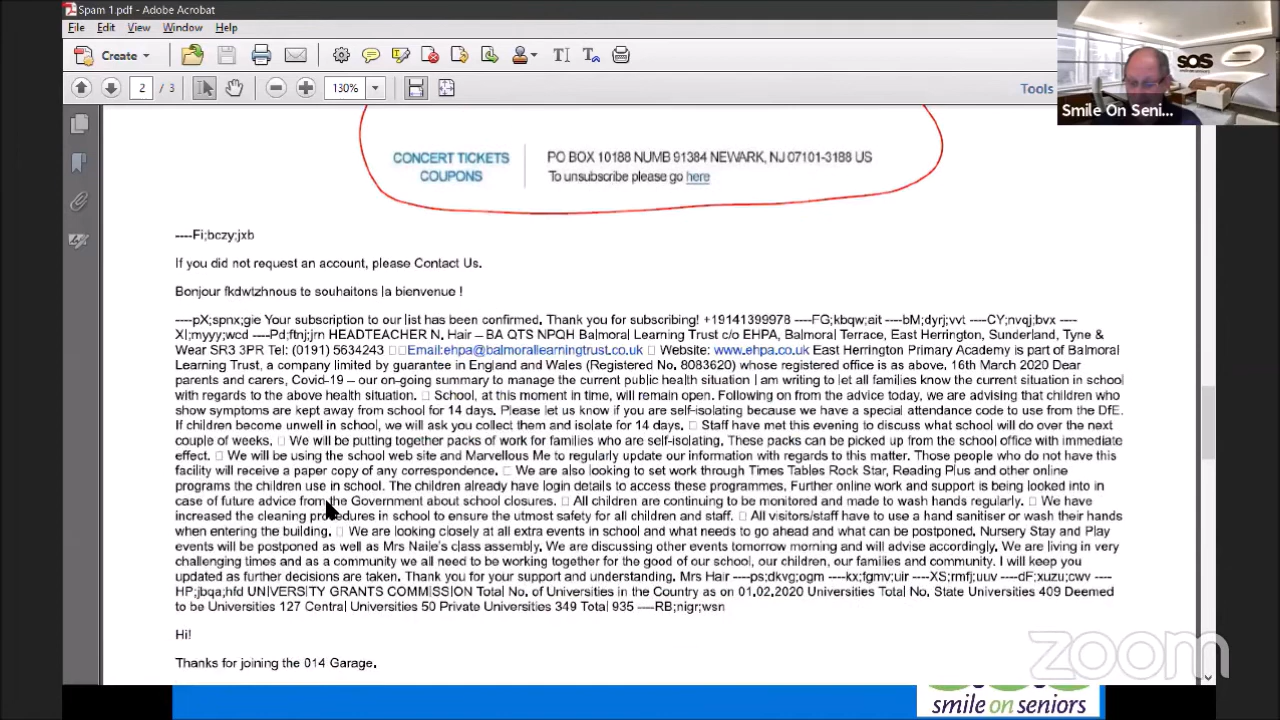 Spam 1.pdf - Adobe Acrobat
File Edit View Window Help
Create
2 / 3
130%
Tools
SOS
Smile On Seni...
CONCERT TICKETS
COUPONS
PO BOX 10188 NUMB 91384 NEWARK, NJ 07101-3188 US
To unsubscribe please go here
----Fi;bczy;jxb
If you did not request an account, please Contact Us.
Bonjour fkdwtzhnous te souhaitons la bienvenue !
----pX;spnx;gie Your subscription to our list has been confirmed. Thank you for subscribing! +19141399978 ----FG;kbqw;ait ----bM;dyrj;vvt ----CY;nvqj;bvx ----
Xl;myyy;wcd ----Pd;ftnj;jrn HEADTEACHER N. Hair – BA QTS NPQH Balmoral Learning Trust c/o EHPA, Balmoral Terrace, East Herrington, Sunderland, Tyne &
Wear SR3 3PR Tel: (0191) 5634243 □□Email:ehpa@balmorallearningtrust.co.uk □ Website: www.ehpa.co.uk East Herrington Primary Academy is part of Balmoral
Learning Trust, a company limited by guarantee in England and Wales (Registered No. 8083620) whose registered office is as above. 16th March 2020 Dear
parents and carers, Covid-19 – our on-going summary to manage the current public health situation I am writing to let all families know the current situation in school
with regards to the above health situation. □ School, at this moment in time, will remain open. Following on from the advice today, we are advising that children who
show symptoms are kept away from school for 14 days. Please let us know if you are self-isolating because we have a special attendance code to use from the DfE.
If children become unwell in school, we will ask you collect them and isolate for 14 days. □ Staff have met this evening to discuss what school will do over the next
couple of weeks. □ We will be putting together packs of work for families who are self-isolating. These packs can be picked up from the school office with immediate
effect. □ We will be using the school web site and Marvellous Me to regularly update our information with regards to this matter. Those people who do not have this
facility will receive a paper copy of any correspondence. □ We are also looking to set work through Times Tables Rock Star, Reading Plus and other online
programs the children use in school. The children already have login details to access these programmes. Further online work and support is being looked into in
case of future advice from the Government about school closures. □ All children are continuing to be monitored and made to wash hands regularly. □ We have
increased the cleaning procedures in school to ensure the utmost safety for all children and staff. □ All visitors/staff have to use a hand sanitiser or wash their hands
when entering the building. □ We are looking closely at all extra events in school and what needs to go ahead and what can be postponed. Nursery Stay and Play
events will be postponed as well as Mrs Naile's class assembly. We are discussing other events tomorrow morning and will advise accordingly. We are living in very
challenging times and as a community we all need to be working together for the good of our school, our children, our families and community. I will keep you
updated as further decisions are taken. Thank you for your support and understanding. Mrs Hair ----ps;dkvg;ogm ----kx;fgmv;uir ----XS;rmfj;uuv ----dF;xuzu;cwv ----
HP;jbqa;hfd UNIVERSITY GRANTS COMMISSION Total No. of Universities in the Country as on 01.02.2020 Universities Total No. State Universities 409 Deemed
to be Universities 127 Central Universities 50 Private Universities 349 Total 935 ----RB;nigr;wsn
Hi!
Thanks for joining the 014 Garage.
zoom
smile on seniors